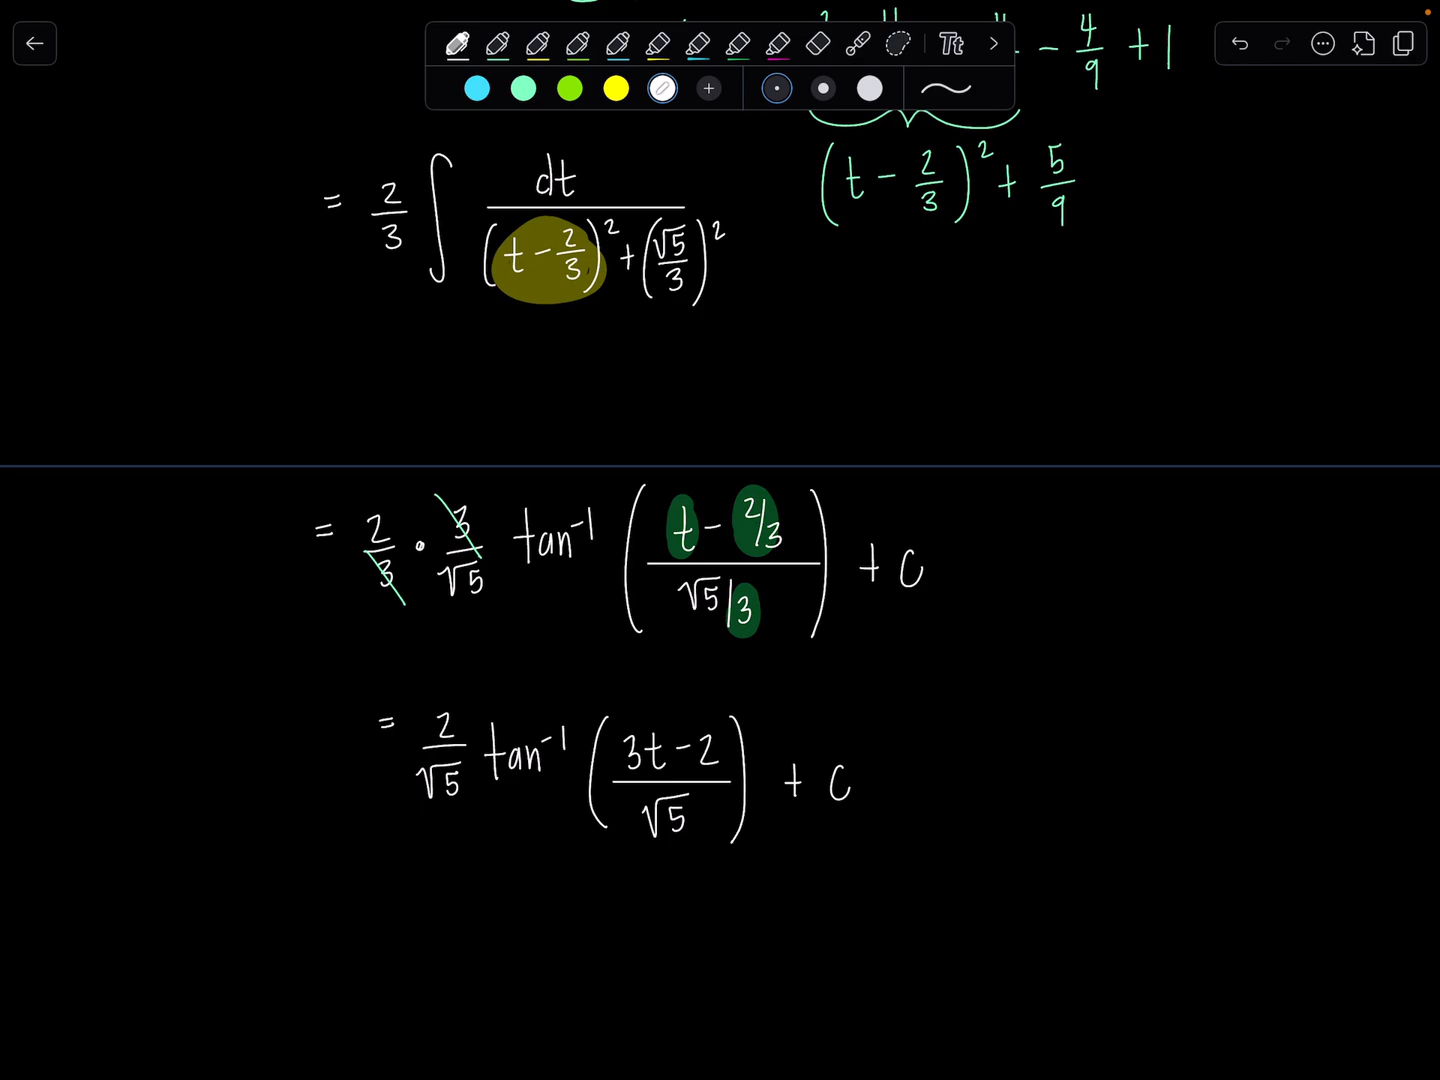 Tt
- 4/9 + 1
= 2/3 ∫ dt / ((t - 2/3)² + (√5/3)²)
(t - 2/3)² + 5/9
= 2/3 • 3/√5 tan⁻¹ ((t - 2/3) / (√5/3)) + C
= 2/√5 tan⁻¹ ((3t - 2) / √5) + C